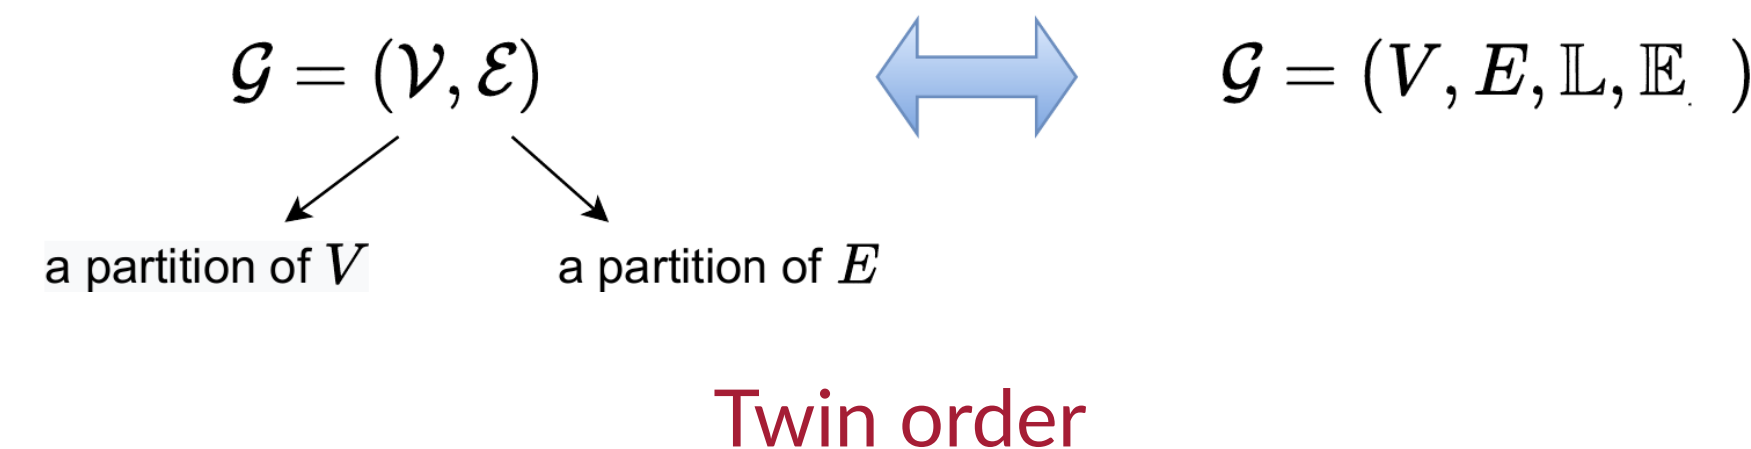 𝒢 = (𝒱, ℰ) 𝒢 = (V, E, 𝕃, 𝔼 )
a partition of V a partition of E
Twin order